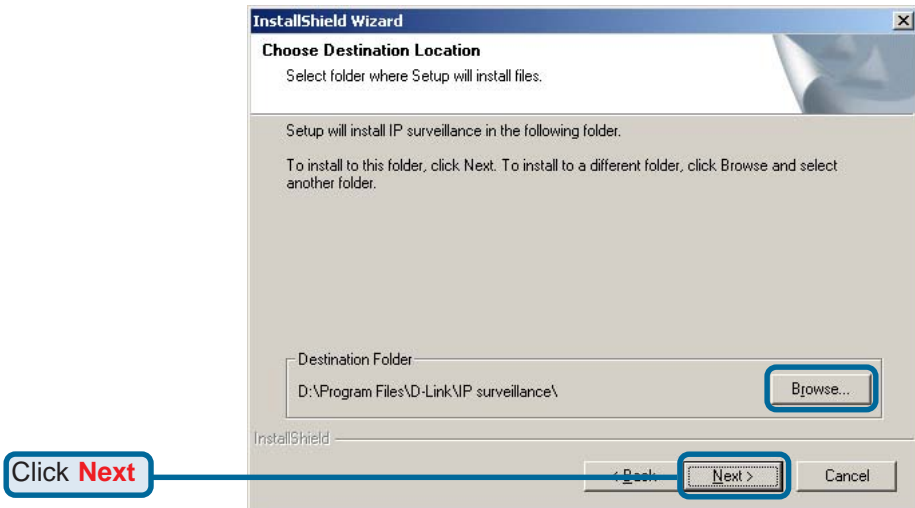 InstallShield Wizard
Choose Destination Location
Select folder where Setup will install files.
Setup will install IP surveillance in the following folder.
To install to this folder, click Next. To install to a different folder, click Browse and select
another folder.
Destination Folder
D:\Program Files\D-Link\IP surveillance\
Browse...
InstallShield
Click Next
< Back
Next >
Cancel